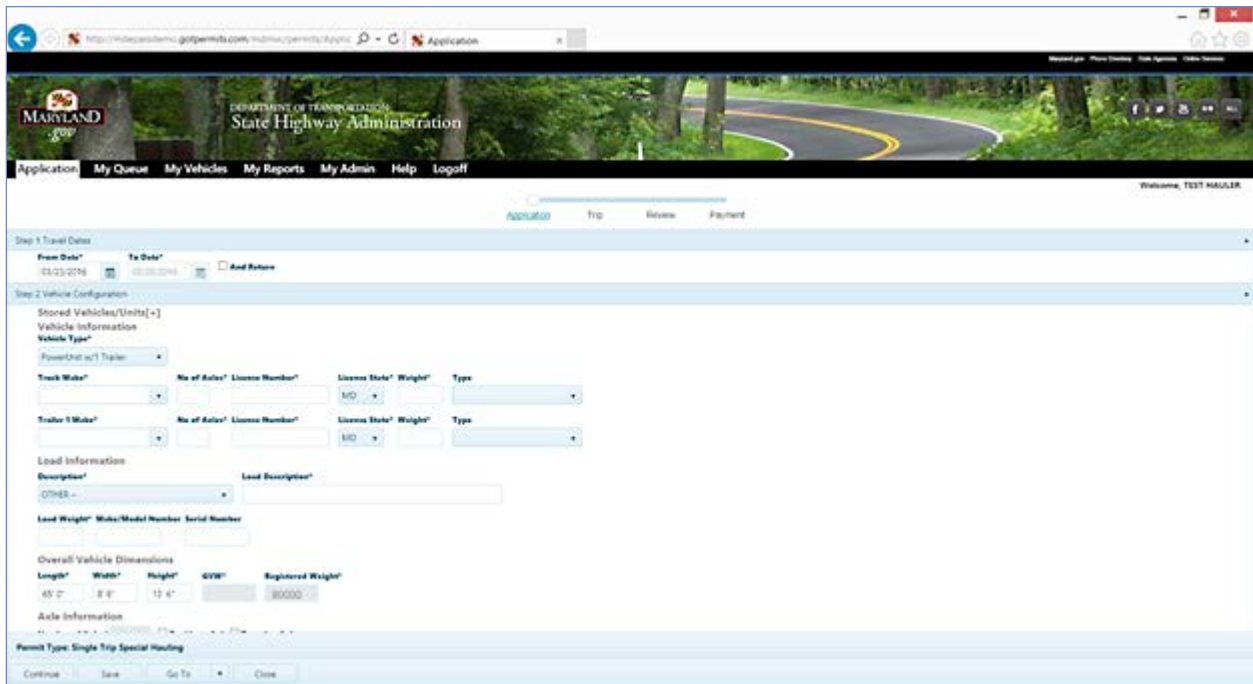 Application
Maryland.gov Phone Directory State Agencies Online Services
MARYLAND
.gov
DEPARTMENT OF TRANSPORTATION
State Highway Administration
ALL
Application My Queue My Vehicles My Reports My Admin Help Logoff
Welcome, TEST HAULER
Application Trip Review Payment
Step 1 Travel Dates
From Date* To Date*
And Return
Step 2 Vehicle Configuration
Stored Vehicles/Units[+]
Vehicle Information
Vehicle Type*
PowerUnit w/1 Trailer
Truck Make* No of Axles* License Number* License State* Weight* Type
MD
Trailer 1 Make* No of Axles* License Number* License State* Weight* Type
MD
Load Information
Description* Load Description*
OTHER --
Load Weight* Make/Model Number Serial Number
Overall Vehicle Dimensions
Length* Width* Height* GVW* Registered Weight*
8' 6" 13' 6" 80000
Axle Information
Permit Type: Single Trip Special Hauling
Continue Save Go To Close